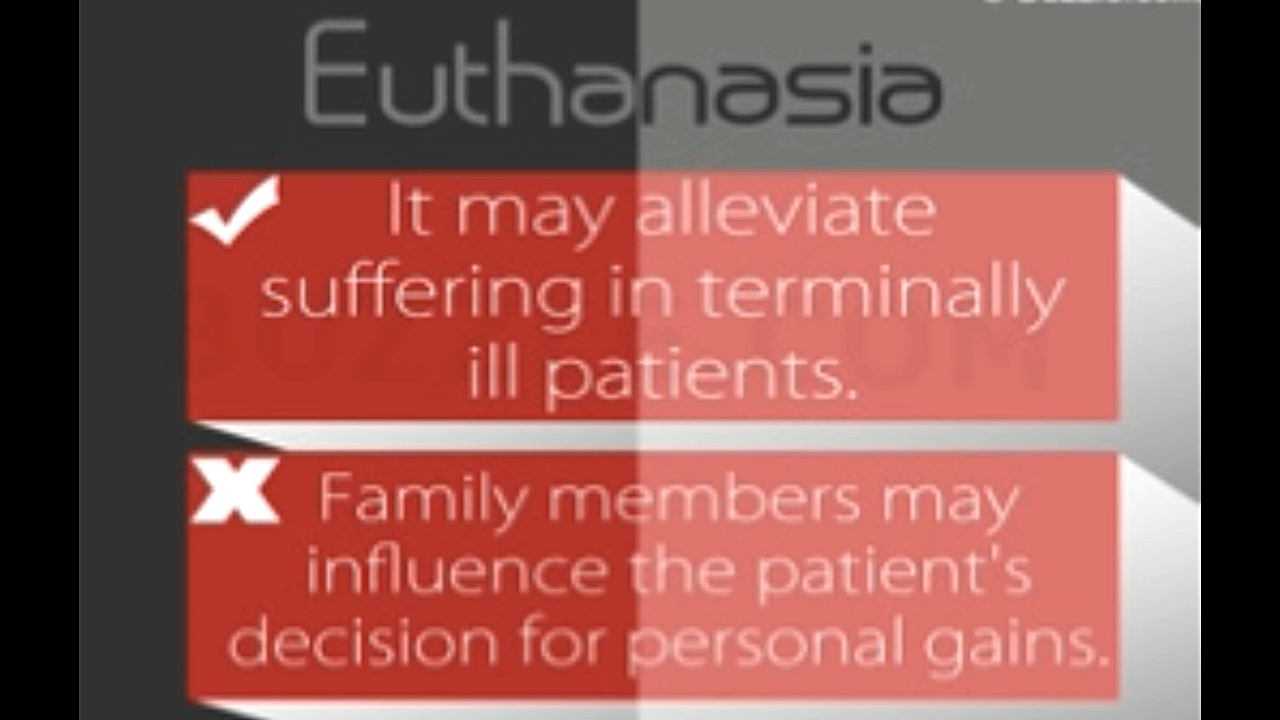 Euthanasia
It may alleviate
suffering in terminally
ill patients.
Family members may
influence the patient's
decision for personal gains.